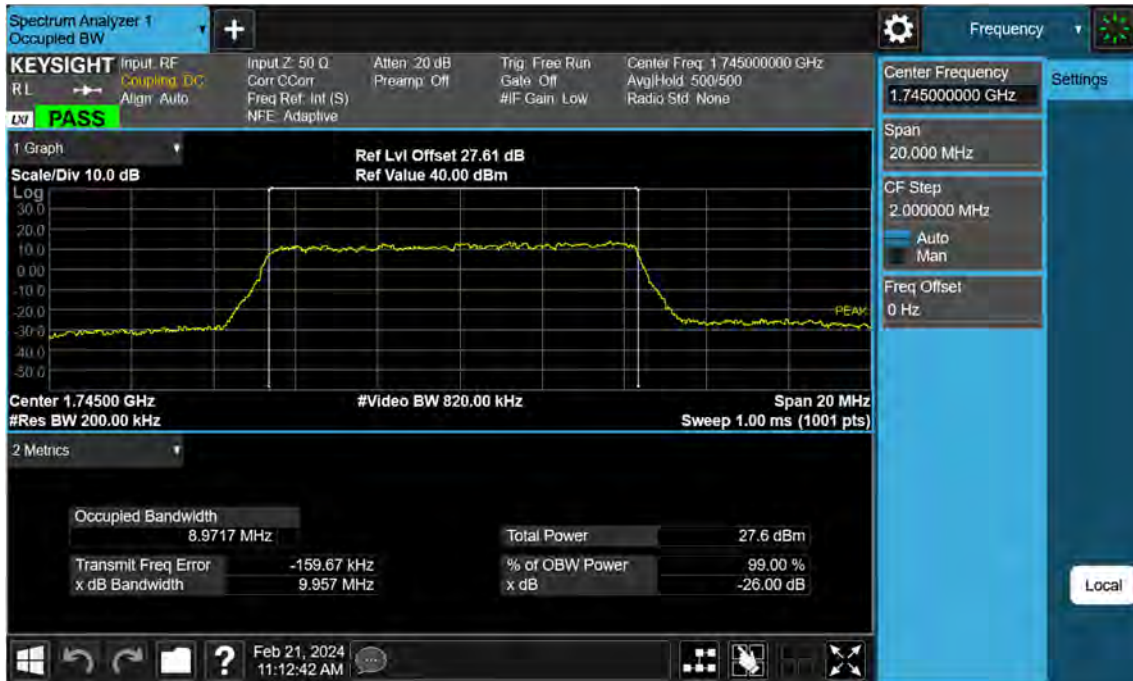 Spectrum Analyzer 1
Occupied BW
+
Frequency
KEYSIGHT
RL
LXI PASS
Input: RF
Coupling: DC
Align: Auto
Input Z: 50 Ω
Corr CCorr
Freq Ref: Int (S)
NFE: Adaptive
Atten: 20 dB
Preamp: Off
Trig: Free Run
Gate: Off
#IF Gain: Low
Center Freq: 1.745000000 GHz
Avg|Hold: 500/500
Radio Std: None
Center Frequency
1.745000000 GHz
Settings
Span
20.000 MHz
CF Step
2.000000 MHz
Auto
Man
Freq Offset
0 Hz
1 Graph
Scale/Div 10.0 dB
Ref Lvl Offset 27.61 dB
Ref Value 40.00 dBm
Log
30.0
20.0
10.0
0.00
-10.0
-20.0
-30.0
-40.0
-50.0
PEAK
Center 1.74500 GHz
#Video BW 820.00 kHz
Span 20 MHz
#Res BW 200.00 kHz
Sweep 1.00 ms (1001 pts)
2 Metrics
Occupied Bandwidth
8.9717 MHz
Total Power 27.6 dBm
Transmit Freq Error -159.67 kHz
% of OBW Power 99.00 %
x dB Bandwidth 9.957 MHz
x dB -26.00 dB
Local
?
Feb 21, 2024
11:12:42 AM